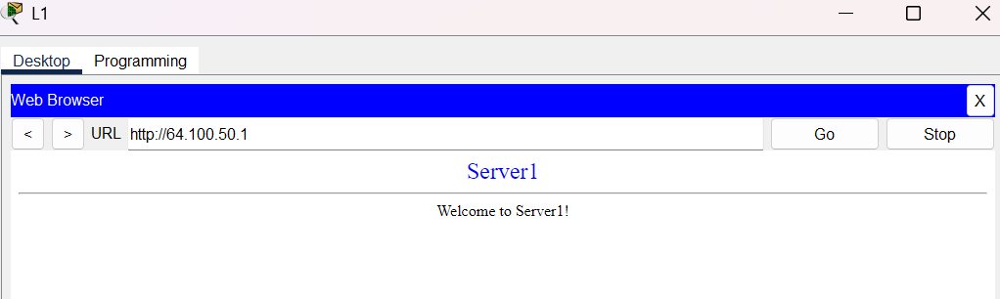 L1
Desktop Programming
Web Browser X
< > URL http://64.100.50.1 Go Stop
Server1
Welcome to Server1!